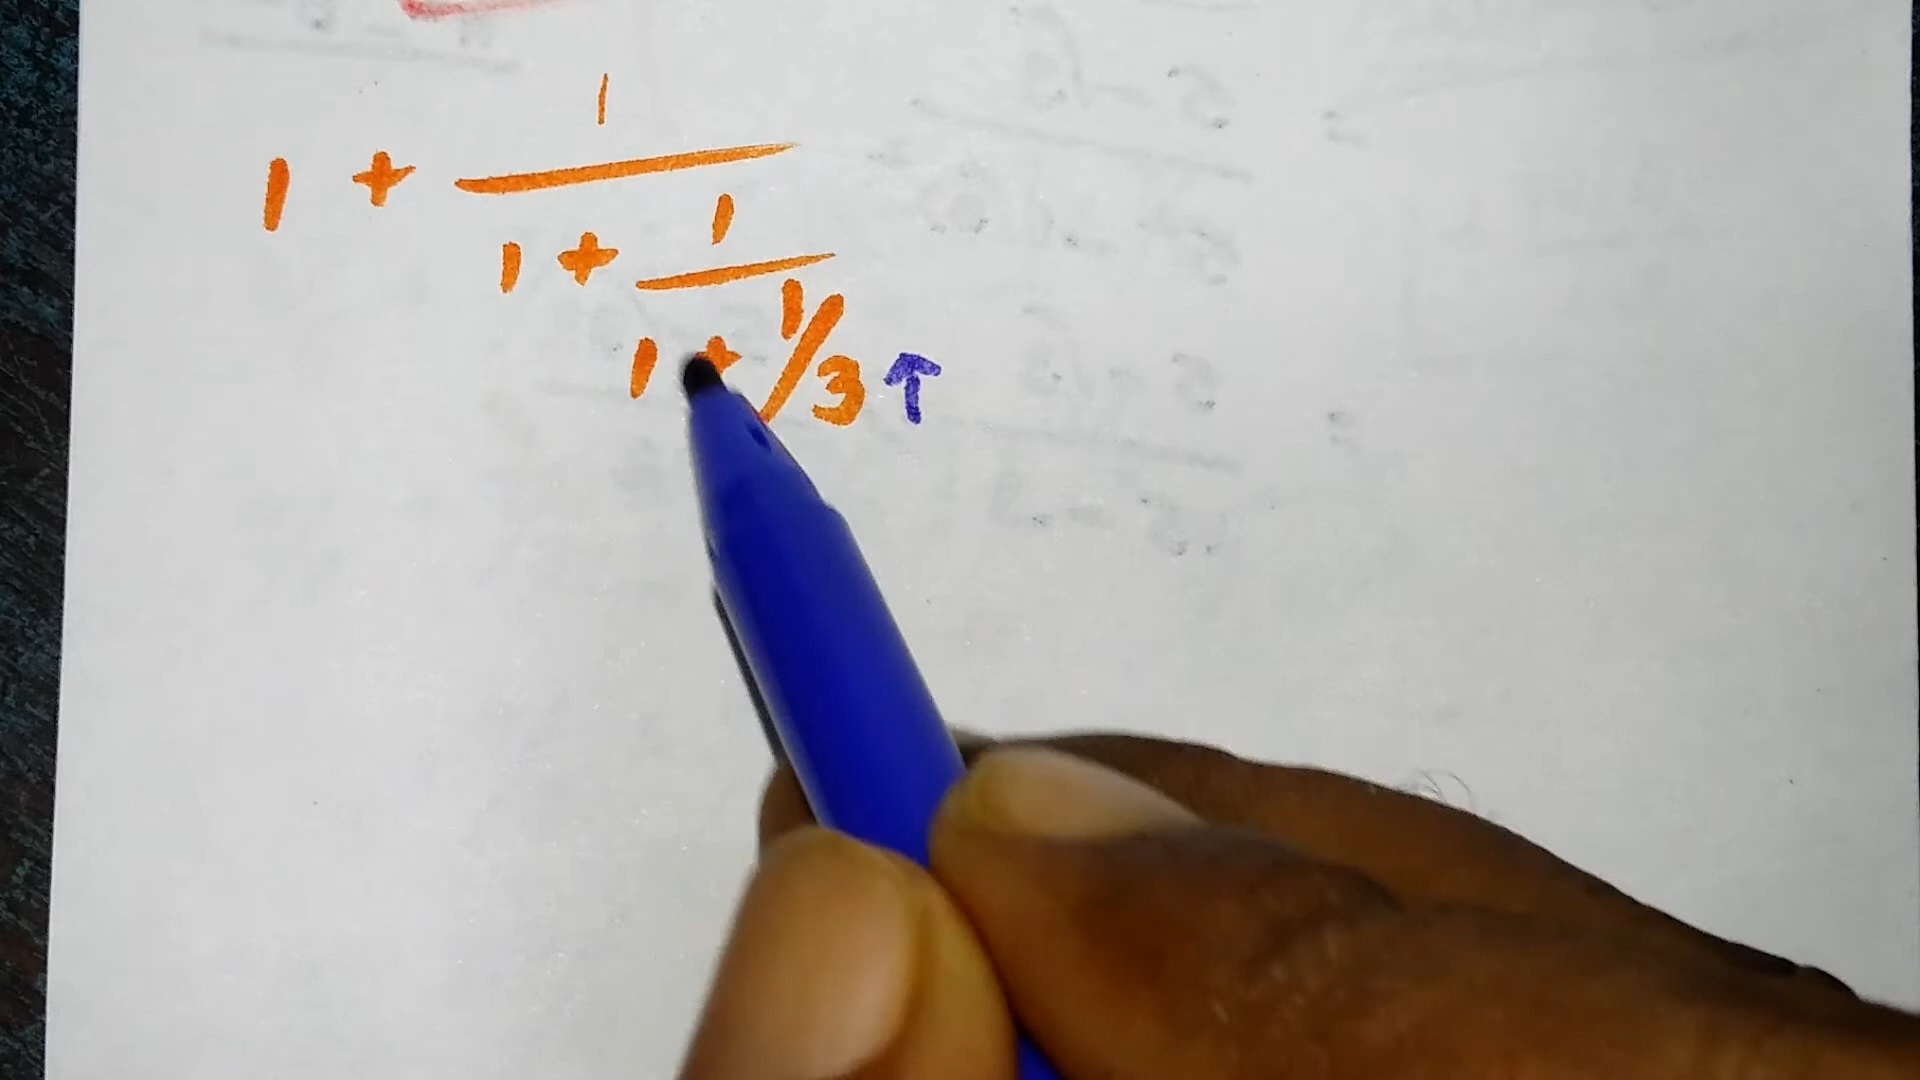 1
1 +
1
1 +
1 + 1/3 ↑